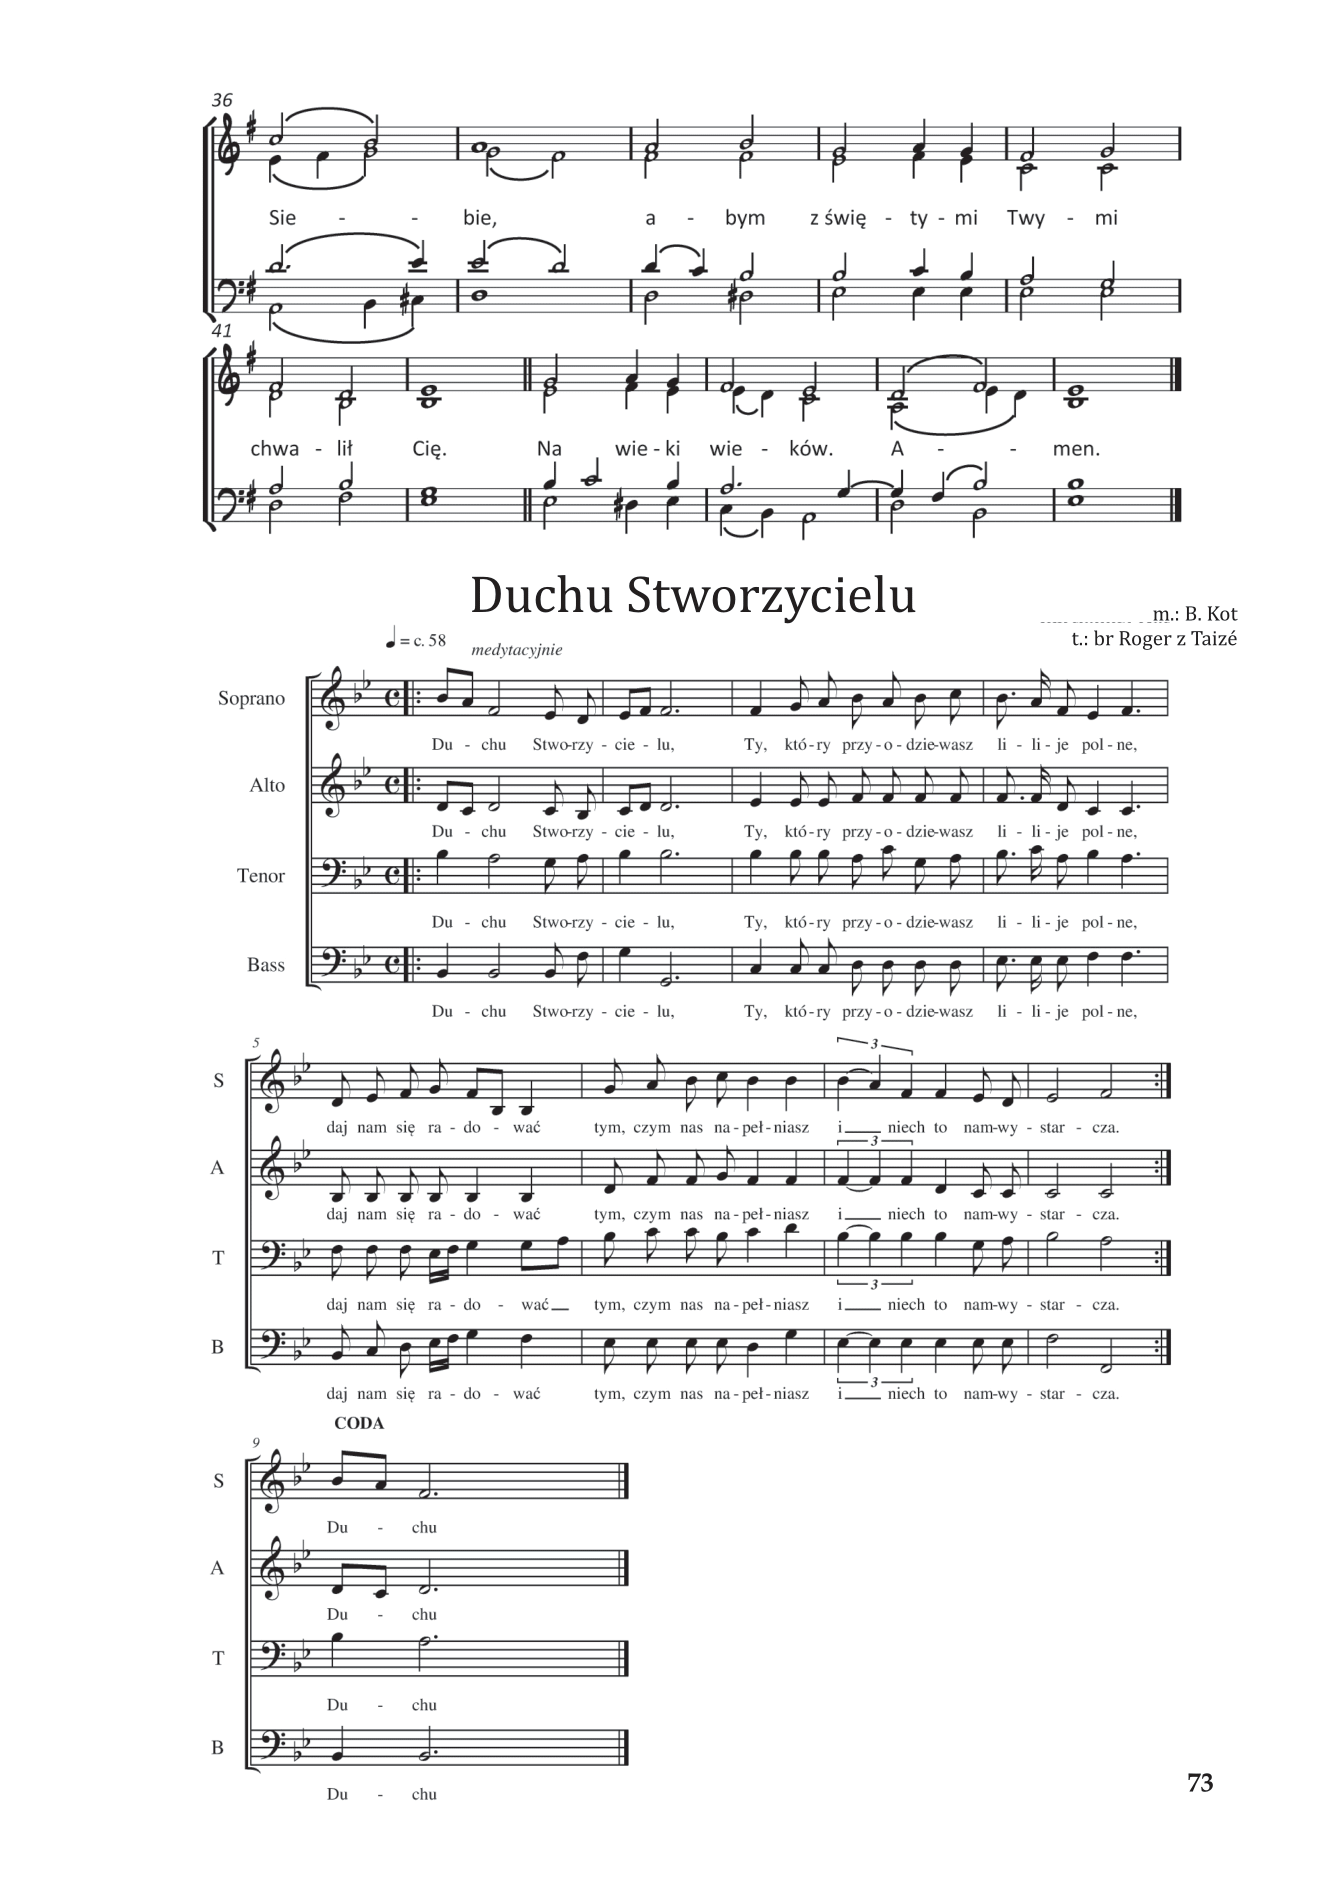 36
Sie - - bie, a - bym z świę - ty - mi Twy - mi
41
chwa - lił Cię. Na wie - ki wie - ków. A - - men.
Duchu Stworzycielu
m.: B. Kot
t.: br Roger z Taizé
= c. 58
medytacyjnie
Soprano
Du - chu Stwo-rzy - cie - lu, Ty, któ-ry przy-o-dzie-wasz li - li - je pol - ne,
Alto
Du - chu Stwo-rzy - cie - lu, Ty, któ-ry przy-o-dzie-wasz li - li - je pol - ne,
Tenor
Du - chu Stwo-rzy - cie - lu, Ty, któ-ry przy-o-dzie-wasz li - li - je pol - ne,
Bass
Du - chu Stwo-rzy - cie - lu, Ty, któ-ry przy-o-dzie-wasz li - li - je pol - ne,
5
3
S
daj nam się ra - do - wać tym, czym nas na-peł-niasz i niech to nam-wy - star - cza.
3
A
daj nam się ra - do - wać tym, czym nas na-peł-niasz i niech to nam-wy - star - cza.
T
3
daj nam się ra - do - wać tym, czym nas na-peł-niasz i niech to nam-wy - star - cza.
B
3
daj nam się ra - do - wać tym, czym nas na-peł-niasz i niech to nam-wy - star - cza.
CODA
9
S
Du - chu
A
Du - chu
T
Du - chu
B
Du - chu
73